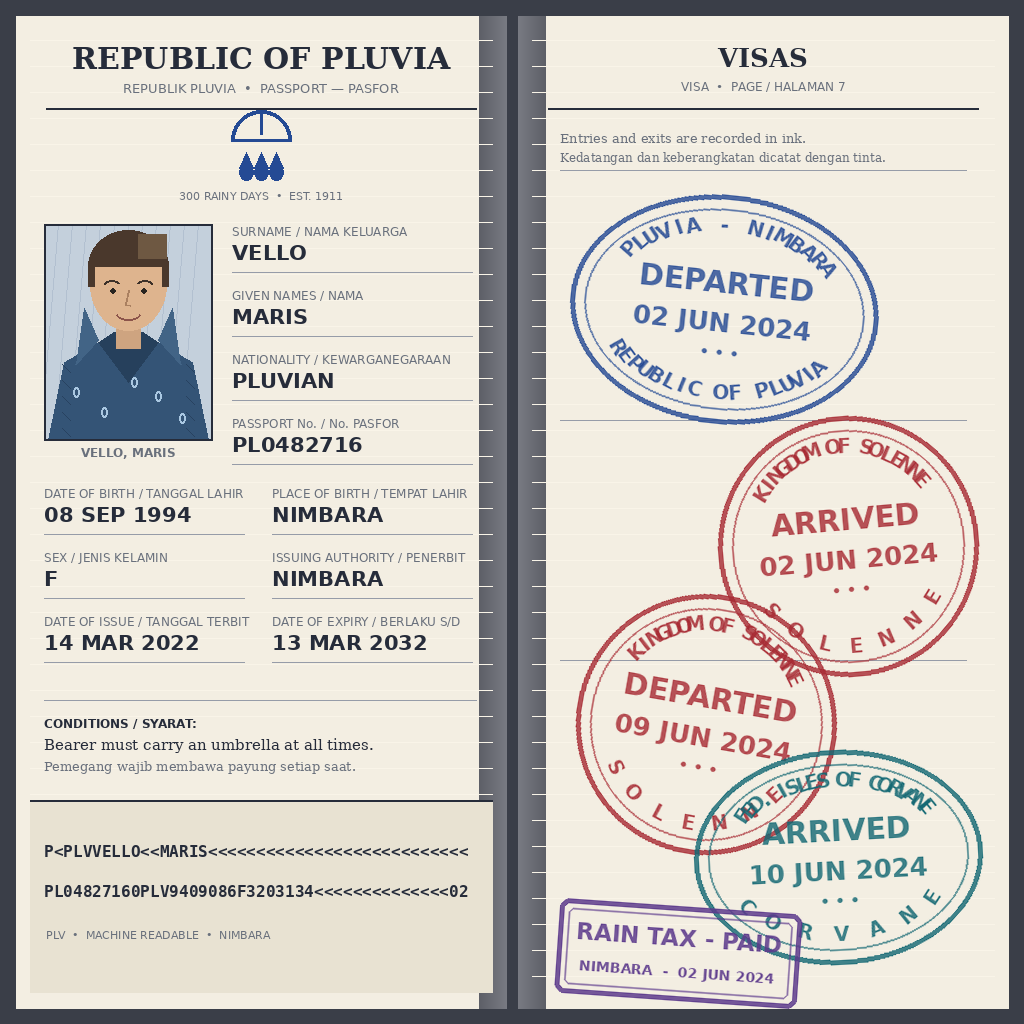 REPUBLIC OF PLUVIA
REPUBLIK PLUVIA • PASSPORT — PASFOR
300 RAINY DAYS • EST. 1911
SURNAME / NAMA KELUARGA
VELLO
GIVEN NAMES / NAMA
MARIS
NATIONALITY / KEWARGANEGARAAN
PLUVIAN
PASSPORT No. / No. PASFOR
PL0482716
VELLO, MARIS
DATE OF BIRTH / TANGGAL LAHIR
08 SEP 1994
PLACE OF BIRTH / TEMPAT LAHIR
NIMBARA
SEX / JENIS KELAMIN
F
ISSUING AUTHORITY / PENERBIT
NIMBARA
DATE OF ISSUE / TANGGAL TERBIT
14 MAR 2022
DATE OF EXPIRY / BERLAKU S/D
13 MAR 2032
CONDITIONS / SYARAT:
Bearer must carry an umbrella at all times.
Pemegang wajib membawa payung setiap saat.
P<PLVVELLO<<MARIS<<<<<<<<<<<<<<<<<<<<<<<<<<<
PL04827160PLV9409086F3203134<<<<<<<<<<<<<<02
PLV • MACHINE READABLE • NIMBARA
VISAS
VISA • PAGE / HALAMAN 7
Entries and exits are recorded in ink.
Kedatangan dan keberangkatan dicatat dengan tinta.
PLUVIA - NIMBARA
DEPARTED
02 JUN 2024
• • •
REPUBLIC OF PLUVIA
KINGDOM OF SOLENNE
ARRIVED
02 JUN 2024
• • •
SOLENNE
KINGDOM OF SOLENNE
DEPARTED
09 JUN 2024
• • •
SOLENNE
ISLES OF CORVANE
ARRIVED
10 JUN 2024
• • •
CORVANE
RAIN TAX - PAID
NIMBARA - 02 JUN 2024